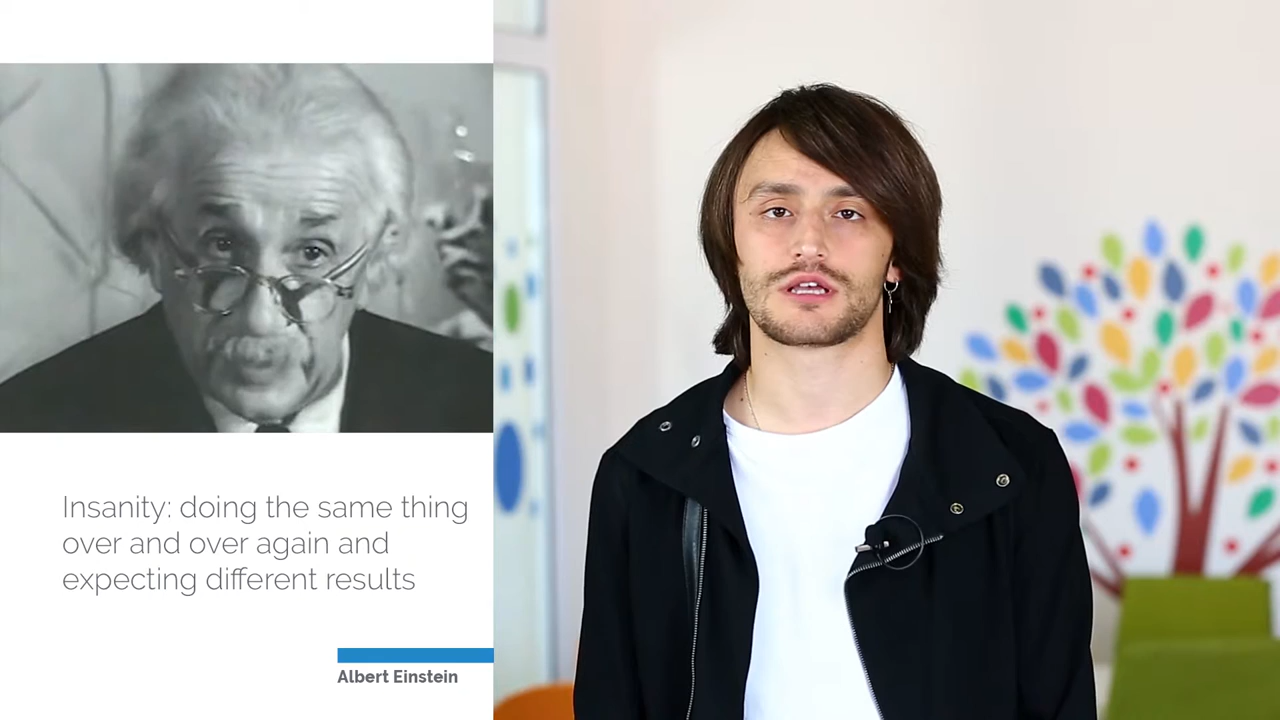 Insanity: doing the same thing
over and over again and
expecting different results
Albert Einstein